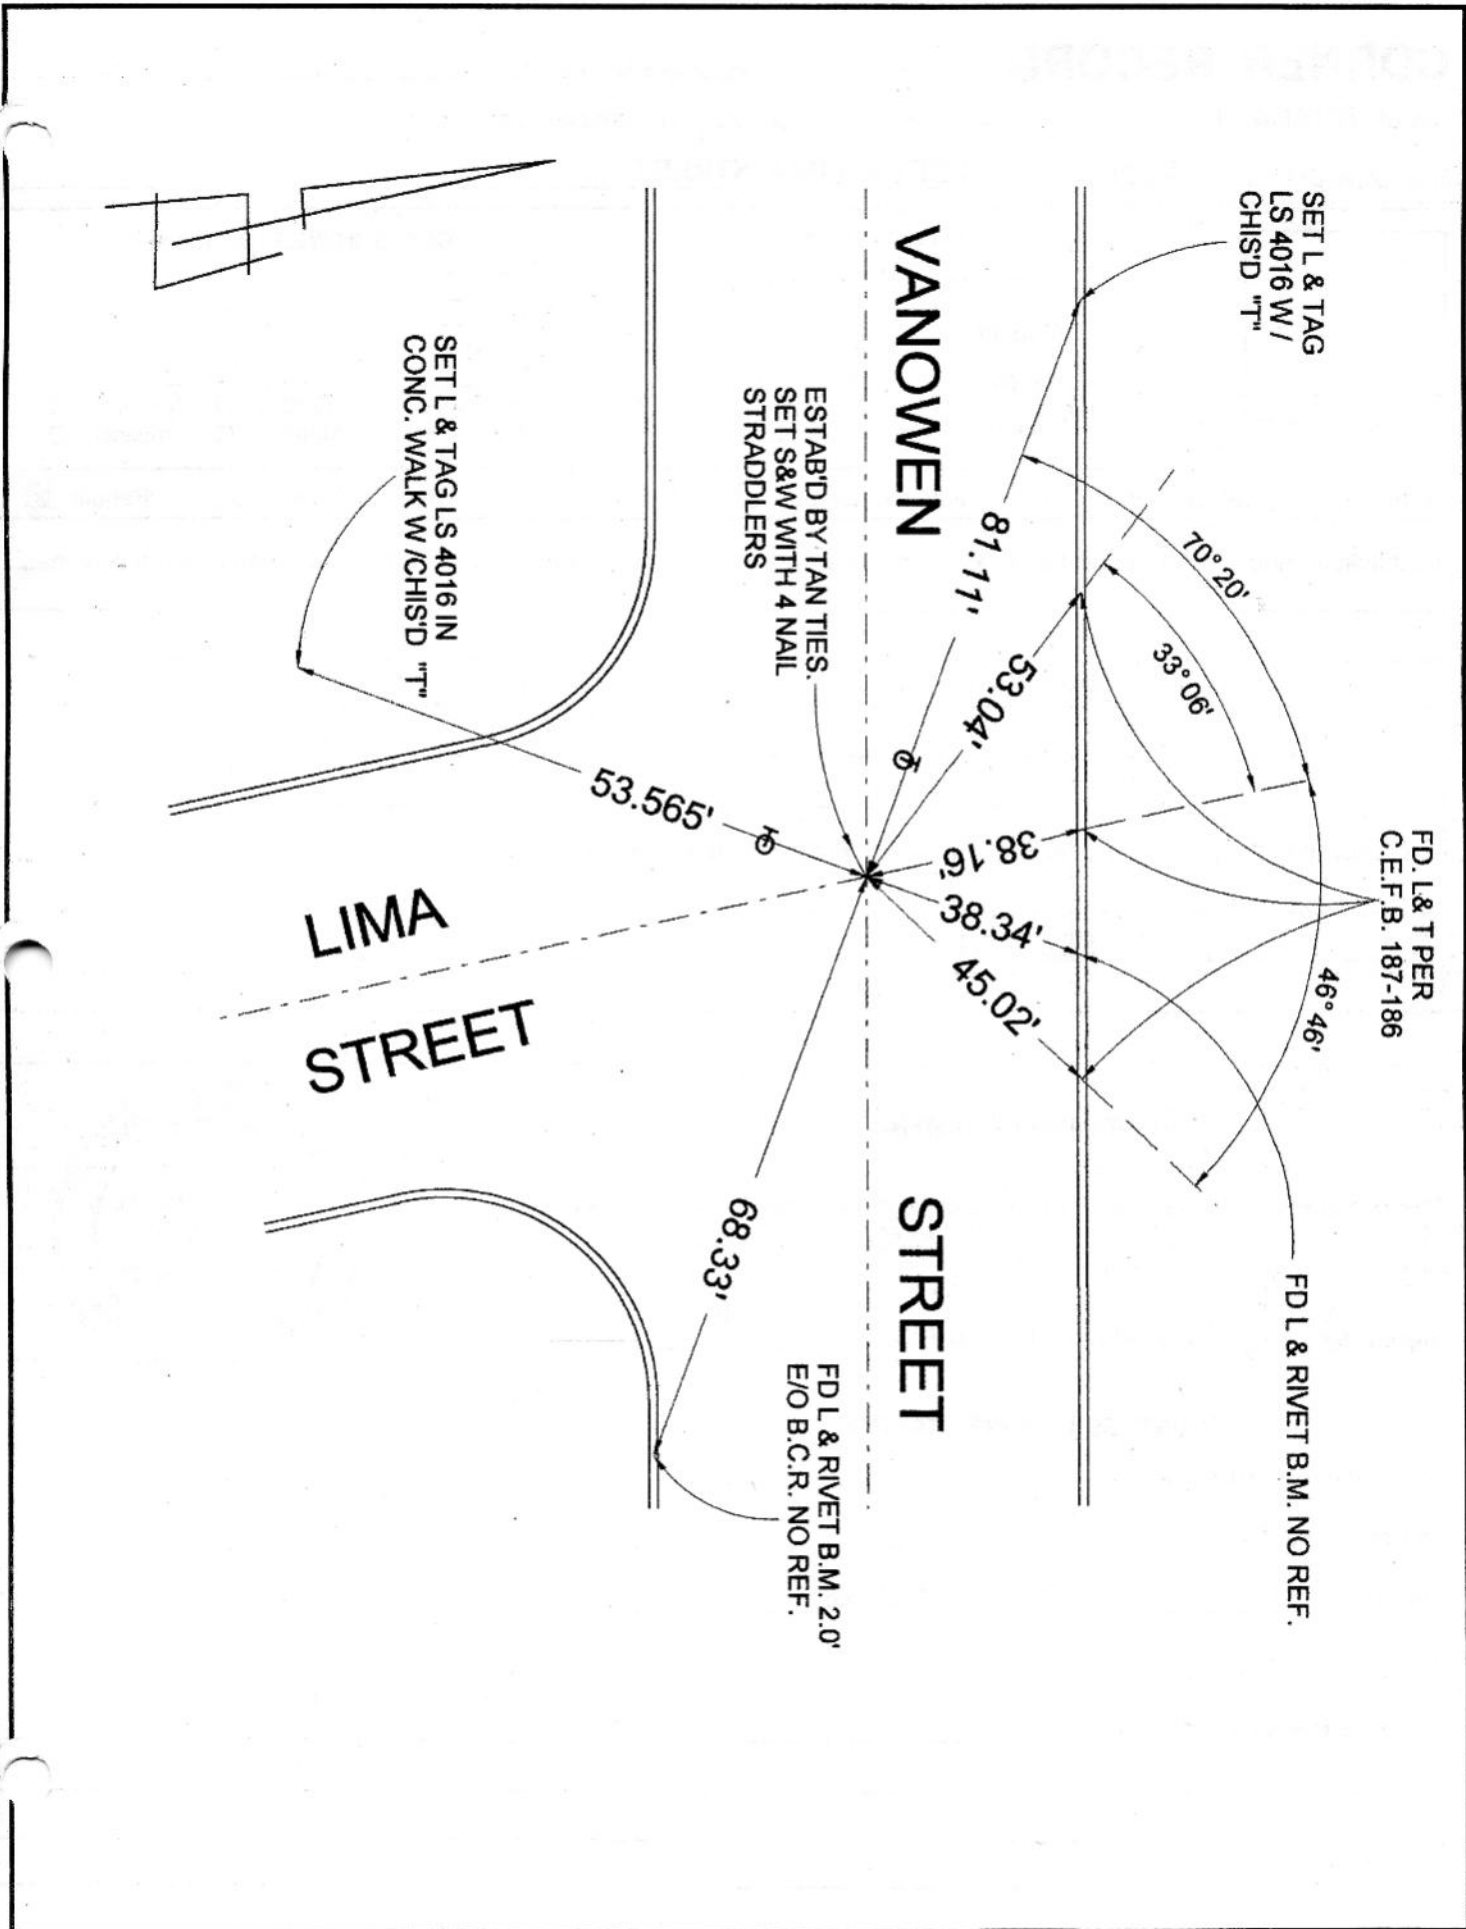 SET L & TAG
LS 4016 W/
CHIS'D "T"
FD. L& T PER
C.E.F.B. 187-186
FD L & RIVET B.M. NO REF.
70°20'
33°06'
46°46'
81.11'
53.04'
38.16'
38.34'
45.02'
VANOWEN
STREET
ESTAB'D BY TAN TIES.
SET S&W WITH 4 NAIL
STRADDLERS
FD L & RIVET B.M. 2.0'
E/O B.C.R. NO REF.
53.565'
68.33'
SET L & TAG LS 4016 IN
CONC. WALK W/CHIS'D "T"
LIMA
STREET